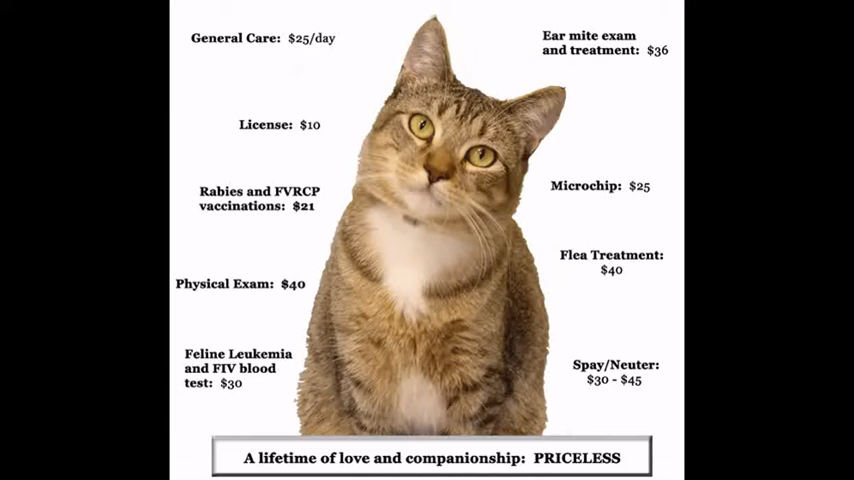 General Care: $25/day
License: $10
Rabies and FVRCP
vaccinations: $21
Physical Exam: $40
Feline Leukemia
and FIV blood
test: $30
Ear mite exam
and treatment: $36
Microchip: $25
Flea Treatment:
$40
Spay/Neuter:
$30 - $45
A lifetime of love and companionship: PRICELESS